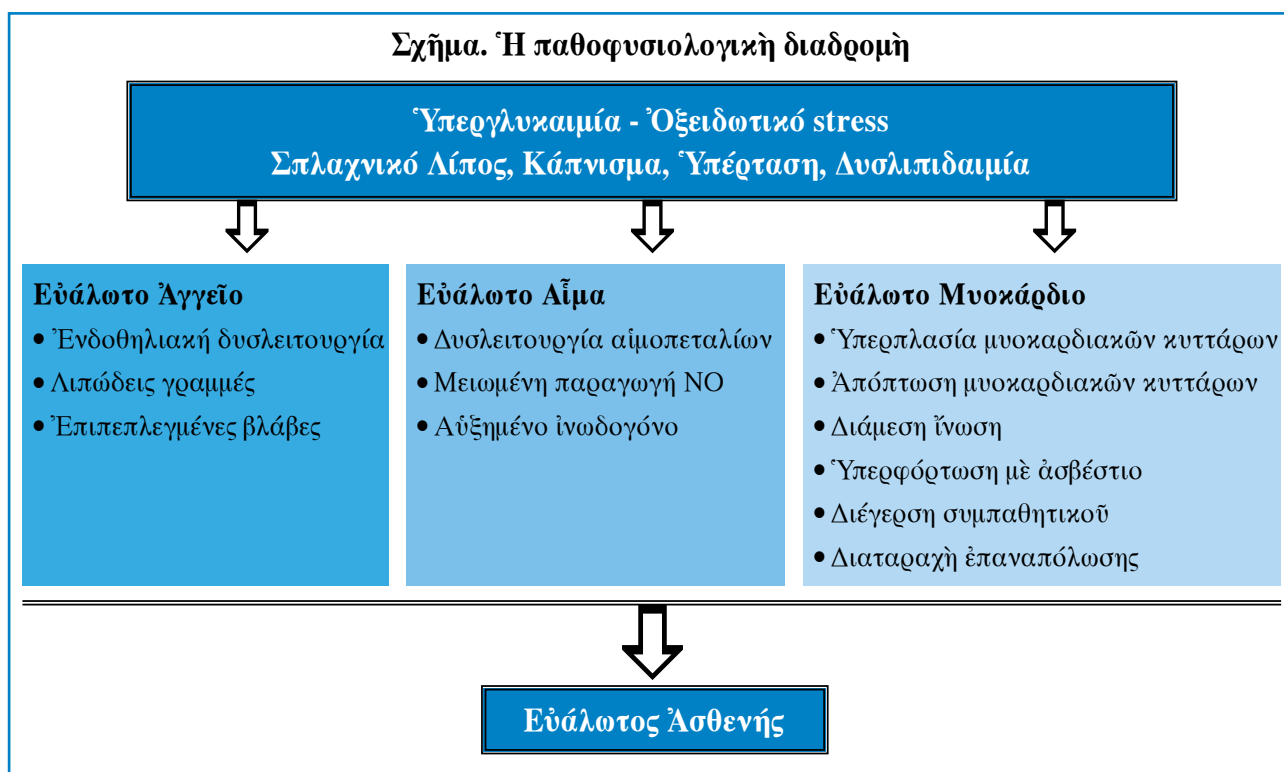 Σχῆμα. Ἡ παθοφυσιολογικὴ διαδρομὴ
Ὑπεργλυκαιμία - Ὀξειδωτικό stress
Σπλαχνικό Λίπος, Κάπνισμα, Ὑπέρταση, Δυσλιπιδαιμία
Εὐάλωτο Ἀγγεῖο
• Ἐνδοθηλιακή δυσλειτουργία
• Λιπώδεις γραμμές
• Ἐπιπεπλεγμένες βλάβες
Εὐάλωτο Αἷμα
• Δυσλειτουργία αἱμοπεταλίων
• Μειωμένη παραγωγή NO
• Αὐξημένο ἰνωδογόνο
Εὐάλωτο Μυοκάρδιο
• Ὑπερπλασία μυοκαρδιακῶν κυττάρων
• Ἀπόπτωση μυοκαρδιακῶν κυττάρων
• Διάμεση ἴνωση
• Ὑπερφόρτωση μὲ ἀσβέστιο
• Διέγερση συμπαθητικοῦ
• Διαταραχὴ ἐπαναπόλωσης
Εὐάλωτος Ἀσθενής